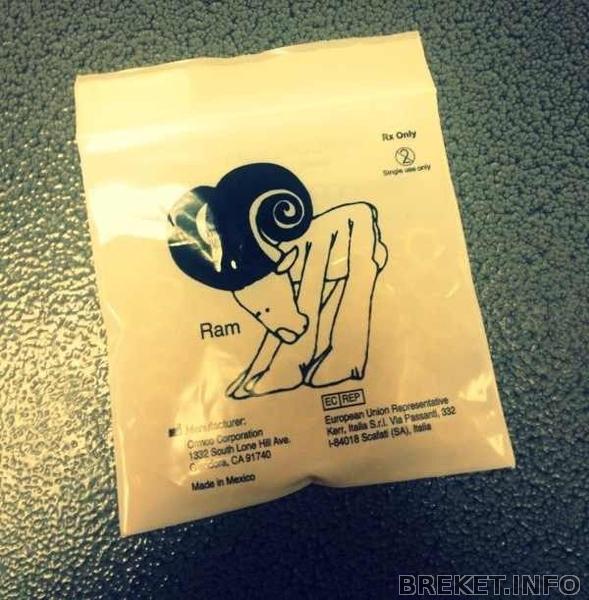 Rx Only
2
Single use only
Ram
Manufacturer:
Ormco Corporation
1332 South Lone Hill Ave.
Glendora, CA 91740
Made in Mexico
EC REP
European Union Representative
Kerr, Italia S.r.l. Via Passanti, 332
I-84018 Scafati (SA), Italia
BREKET.INFO